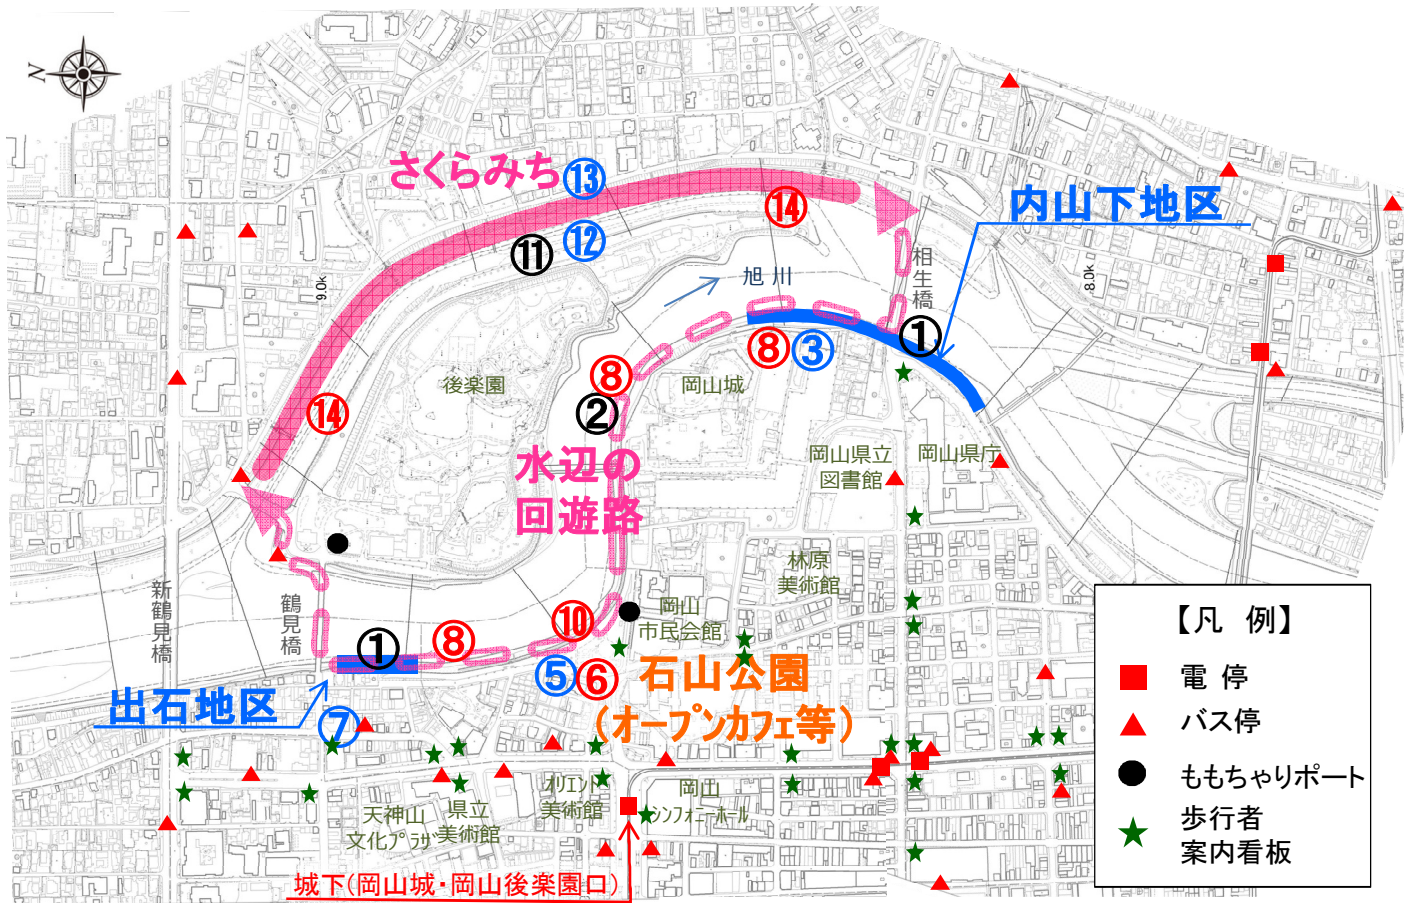 N
さくらみち
⑬
⑫
⑪
⑭
内山下地区
相生橋
旭川
9.0k
8.0k
①
⑧
③
⑧
②
後楽園
岡山城
⑭
水辺の
回遊路
岡山県立
図書館
岡山県庁
林原
美術館
新鶴見橋
鶴見橋
岡山
市民会館
⑩
①
⑧
⑤
⑥
石山公園
(オープンカフェ等)
出石地区
⑦
天神山
文化プラザ
県立
美術館
オリエント
美術館
岡山
シンフォニーホール
城下(岡山城・岡山後楽園口)
【凡 例】
電 停
バス停
ももちゃりポート
歩行者
案内看板